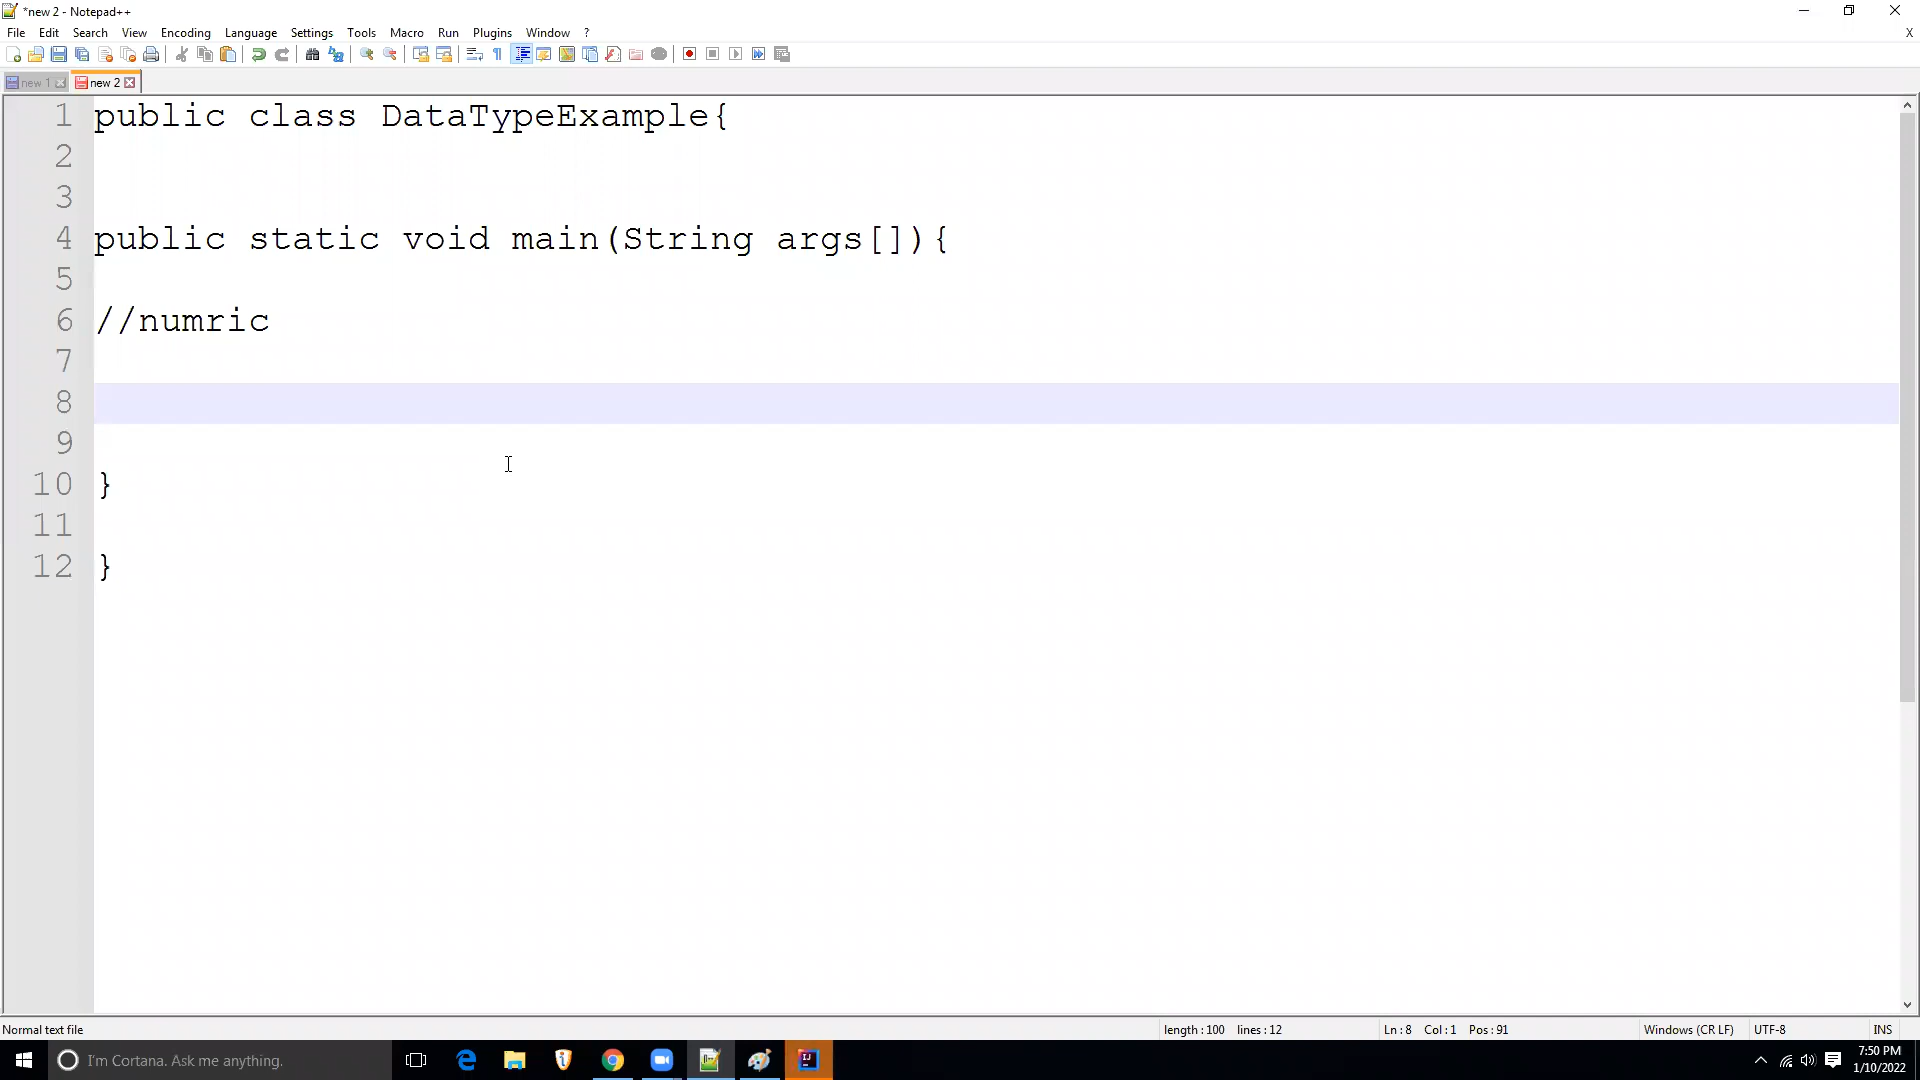 *new 2 - Notepad++
File Edit Search View Encoding Language Settings Tools Macro Run Plugins Window ? X
new 1 new 2
1 public class DataTypeExample{
2
3
4 public static void main(String args[]){
5
6 //numric
7
8
9
10 }
11
12 }
Normal text file length : 100 lines : 12 Ln : 8 Col : 1 Pos : 91 Windows (CR LF) UTF-8 INS
I'm Cortana. Ask me anything. 7:50 PM
1/10/2022